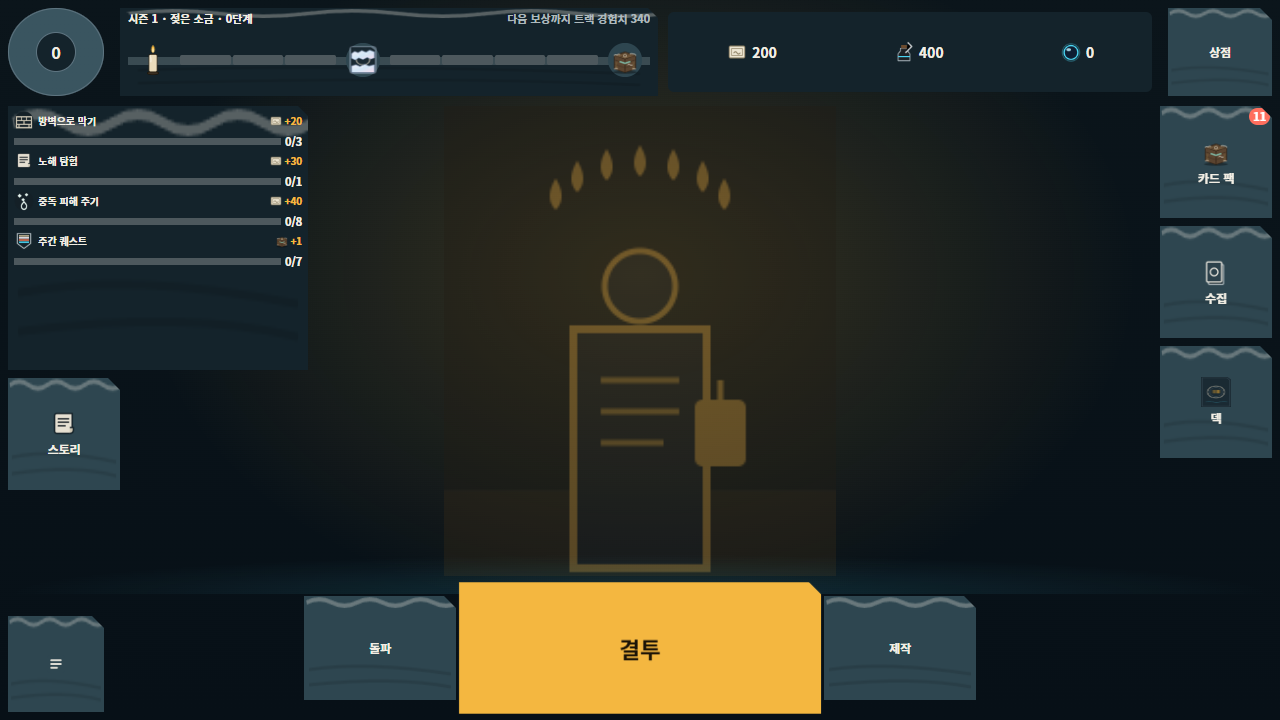 0
시즌 1 · 젖은 소금 · 0단계
다음 보상까지 트랙 경험치 340
200
400
0
상점
방벽으로 막기
+20
0/3
노해 탐험
+30
0/1
중독 피해 주기
+40
0/8
주간 퀘스트
+1
0/7
11
카드 팩
수집
덱
스토리
돌파
결투
제작